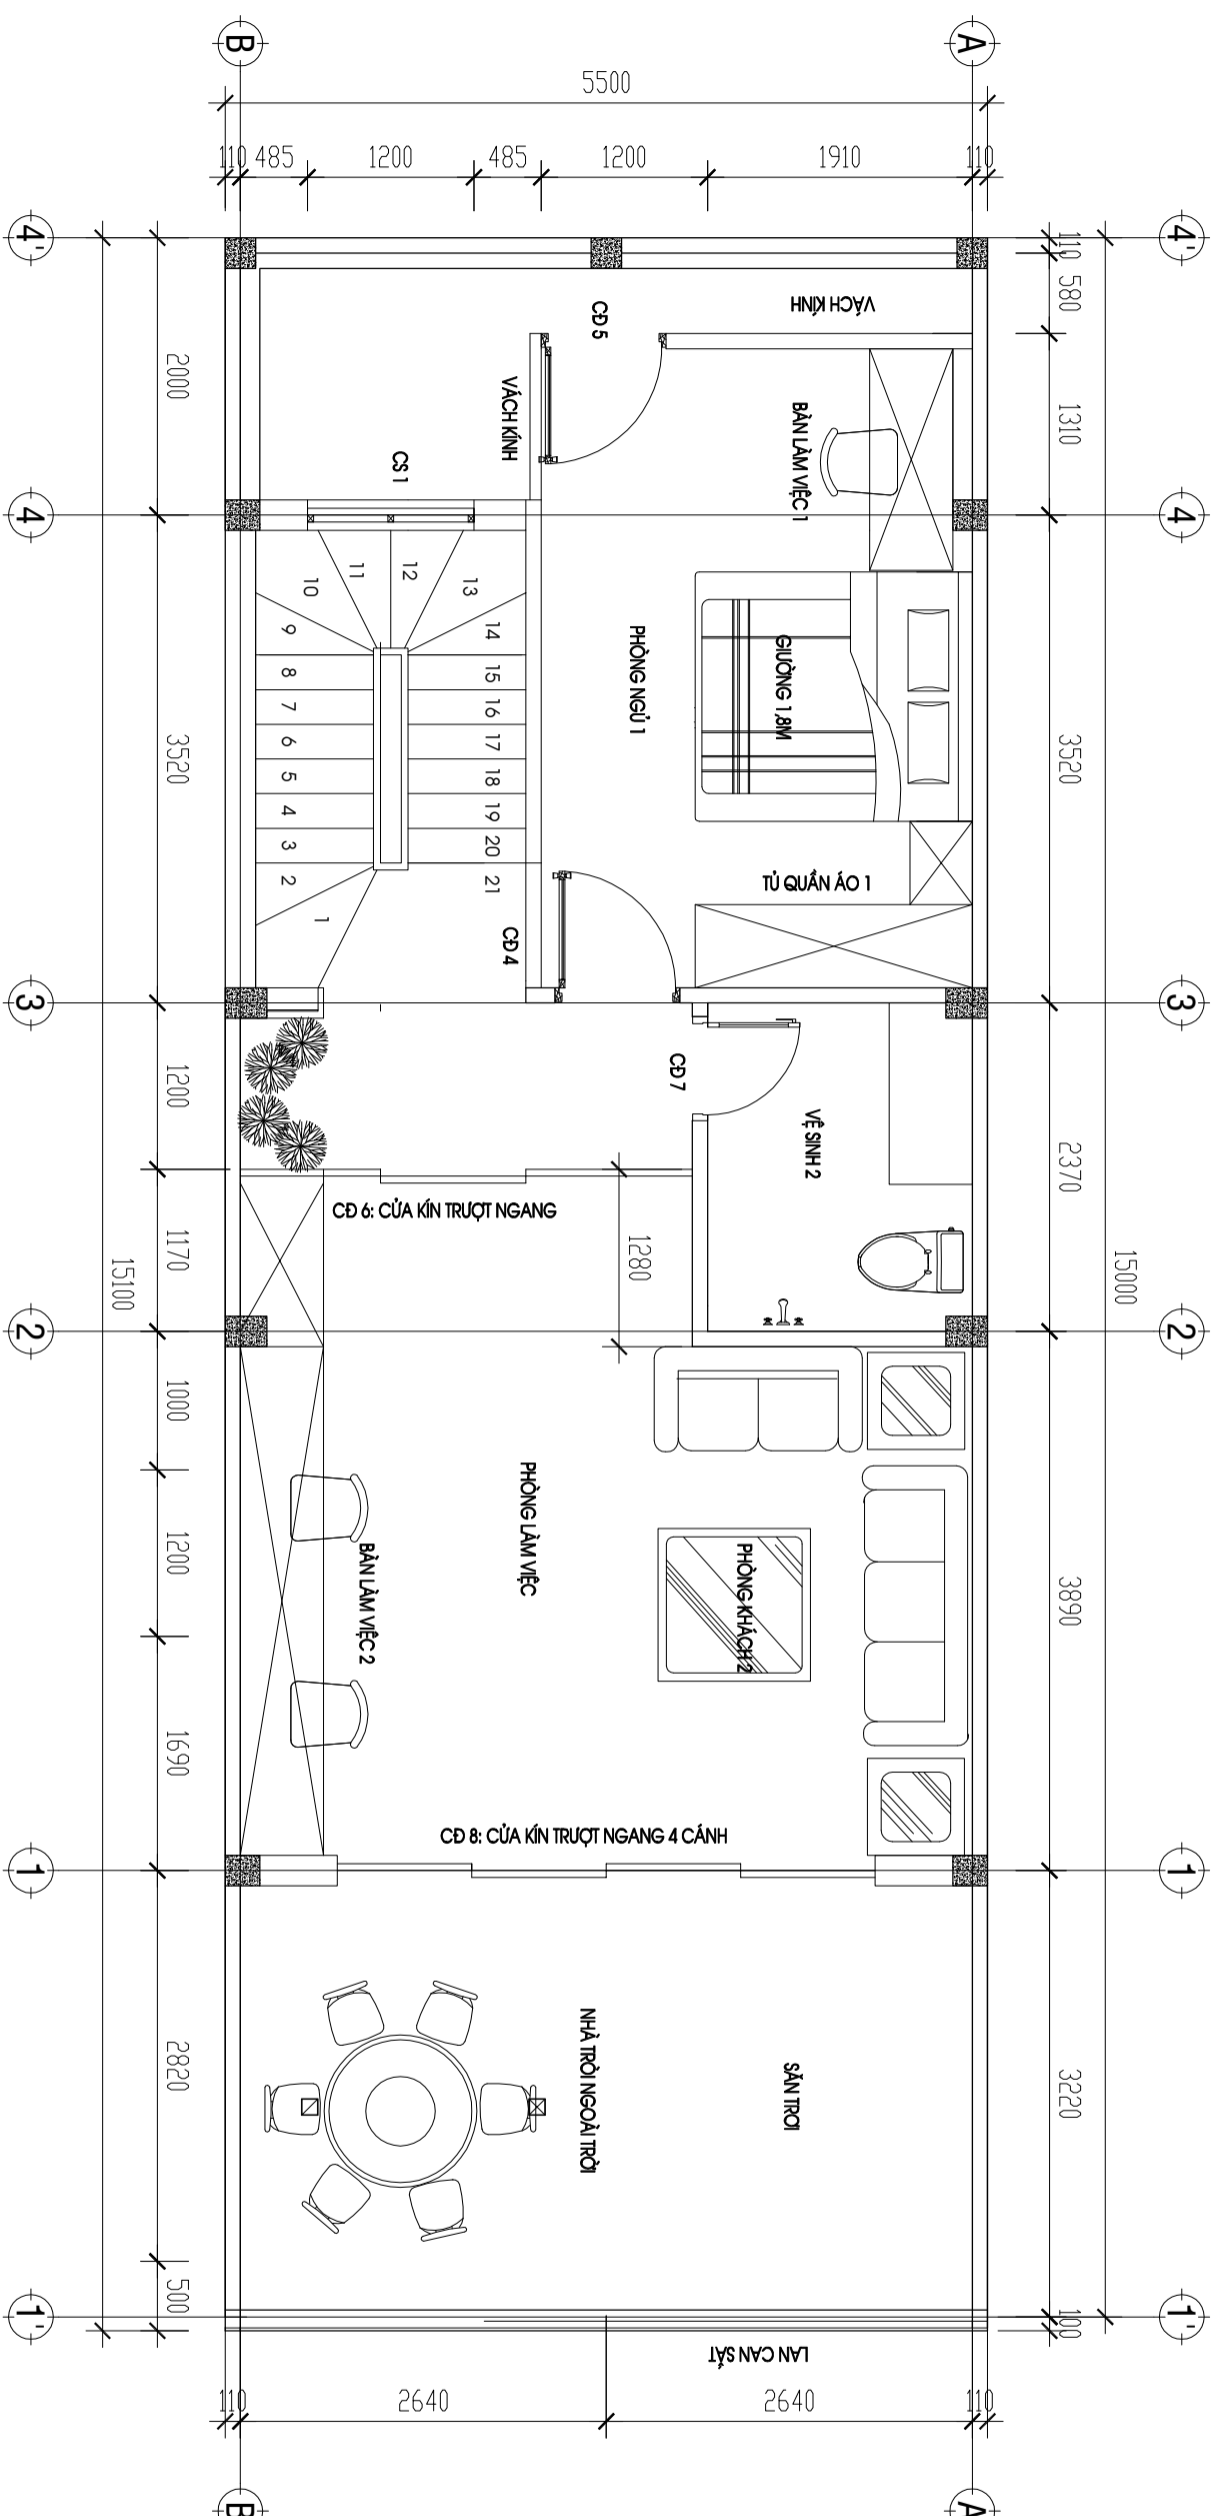 B
A
5500
110
485
1200
485
1200
1910
110
4'
4'
110
580
VÁCH KÍNH
CĐ 5
2000
VÁCH KÍNH
BÀN LÀM VIỆC 1
1310
CS 1
4
4
10
11
12
13
9
14
8
15
7
16
6
17
5
18
4
19
3
20
2
21
1
PHÒNG NGỦ 1
GIƯỜNG 1,8M
3520
3520
TỦ QUẦN ÁO 1
CĐ 4
3
3
1200
CĐ 7
VỆ SINH 2
2370
CĐ 6: CỬA KÍN TRƯỢT NGANG
1170
1280
15100
15000
2
2
1000
PHÒNG LÀM VIỆC
1200
BÀN LÀM VIỆC 2
PHÒNG KHÁCH 2
3890
1690
CĐ 8: CỬA KÍN TRƯỢT NGANG 4 CÁNH
1
1
2820
NHÀ TRÒI NGOÀI TRỜI
SĂN TRƠI
3220
500
1'
1'
100
LAN CAN SẮT
110
2640
2640
110
B
A